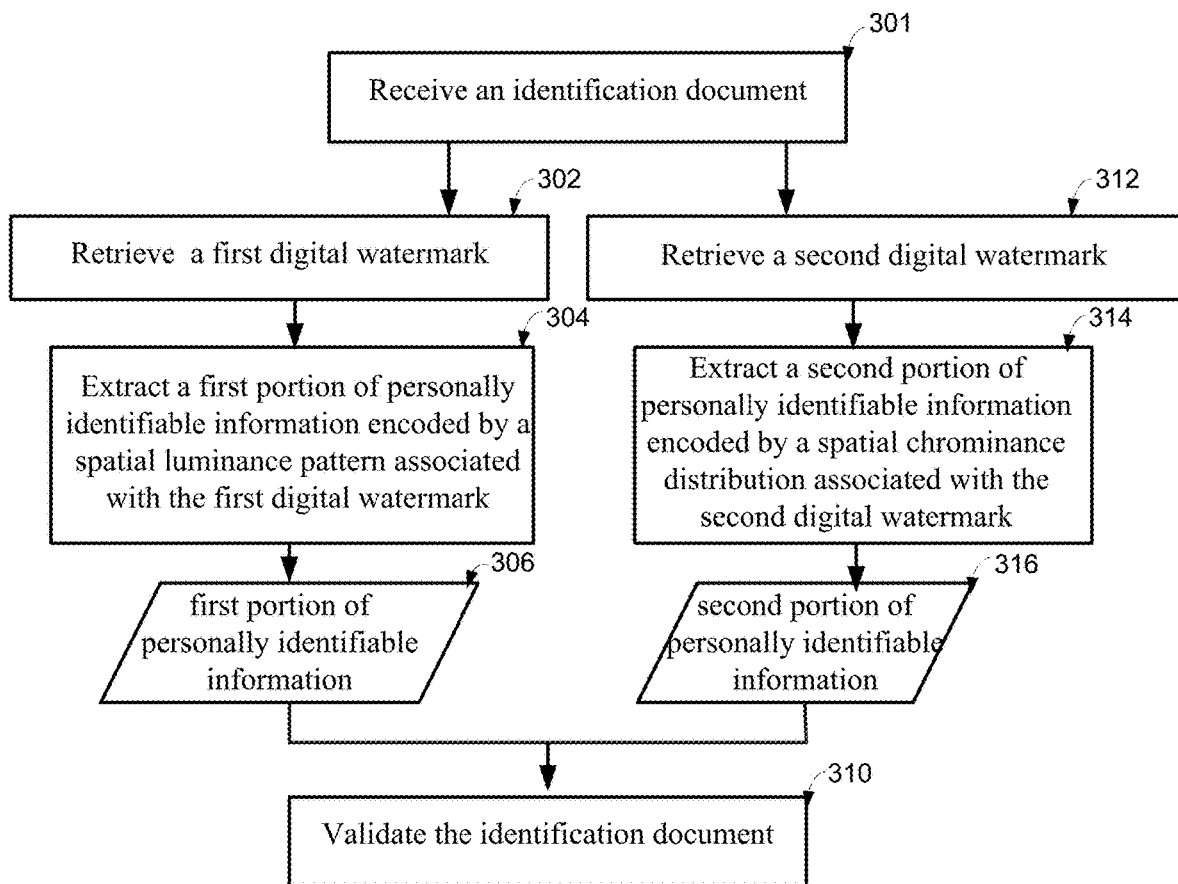 301
Receive an identification document
302
Retrieve a first digital watermark
304
Extract a first portion of personally
identifiable information encoded by a
spatial luminance pattern associated
with the first digital watermark
306
first portion of
personally identifiable
information
312
Retrieve a second digital watermark
314
Extract a second portion of
personally identifiable information
encoded by a spatial chrominance
distribution associated with the
second digital watermark
316
second portion of
personally identifiable
information
310
Validate the identification document